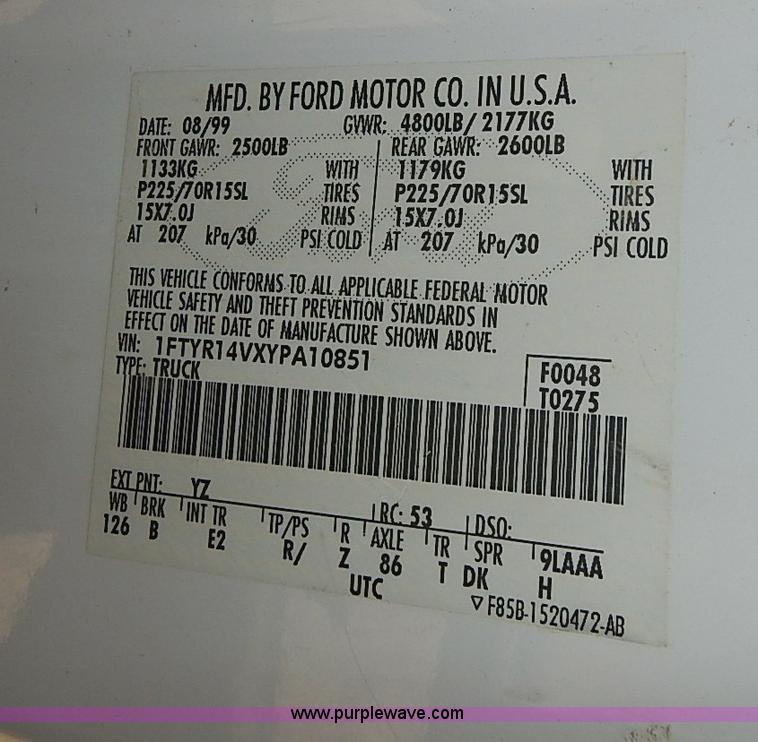 MFD. BY FORD MOTOR CO. IN U.S.A.
DATE: 08/99 GVWR: 4800LB/ 2177KG
FRONT GAWR: 2500LB REAR GAWR: 2600LB
1133KG WITH 1179KG WITH
P225/70R15SL TIRES P225/70R15SL TIRES
15X7.0J RIMS 15X7.0J RIMS
AT 207 kPa/30 PSI COLD AT 207 kPa/30 PSI COLD
THIS VEHICLE CONFORMS TO ALL APPLICABLE FEDERAL MOTOR
VEHICLE SAFETY AND THEFT PREVENTION STANDARDS IN
EFFECT ON THE DATE OF MANUFACTURE SHOWN ABOVE.
VIN: 1FTYR14VXYPA10851
TYPE: TRUCK
F0048
T0275
EXT PNT: YZ RC: 53 DSO:
WB BRK INT TR TP/PS R AXLE TR SPR 9LAAA
126 B E2 R/ Z 86 T DK H
UTC
▽ F85B-1520472-AB
www.purplewave.com